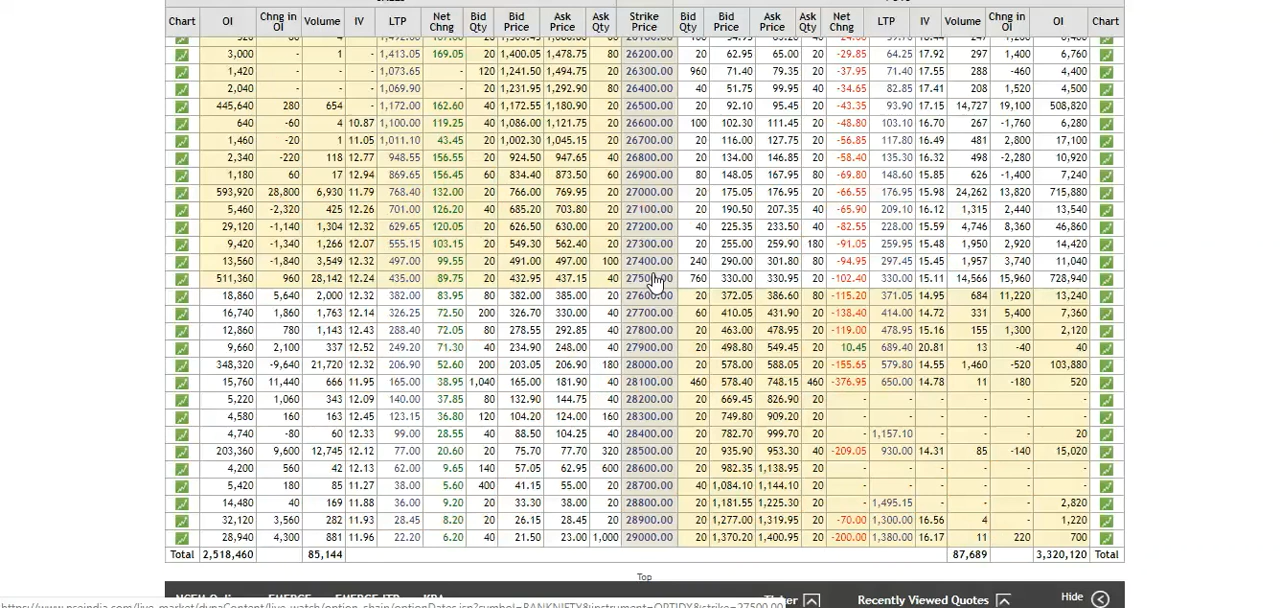 Chart OI Chng in OI Volume IV LTP Net Chng Bid Qty Bid Price Ask Price Ask Qty Strike Price Bid Qty Bid Price Ask Price Ask Qty Net Chng LTP IV Volume Chng in OI OI Chart
3,000 - 1 - 1,413.05 169.05 20 1,400.05 1,478.75 80 26200.00 20 62.95 65.00 20 -29.85 64.25 17.92 297 1,400 6,760
1,420 - - - 1,073.65 - 120 1,241.50 1,494.75 20 26300.00 960 71.40 79.35 20 -37.95 71.40 17.55 288 -460 4,400
2,040 - - - 1,069.90 - 20 1,231.95 1,292.90 80 26400.00 40 51.75 99.95 40 -34.65 82.85 17.41 208 1,520 4,500
445,640 280 654 - 1,172.00 162.60 40 1,172.55 1,180.90 20 26500.00 20 92.10 95.45 20 -43.35 93.90 17.15 14,727 19,100 508,820
640 -60 4 10.87 1,100.00 119.25 40 1,086.00 1,121.75 20 26600.00 100 102.30 111.45 20 -48.80 103.10 16.70 267 -1,760 6,280
1,460 -20 1 11.05 1,011.10 43.45 20 1,002.30 1,045.15 20 26700.00 20 116.00 127.75 20 -56.85 117.80 16.49 481 2,800 17,100
2,340 -220 118 12.77 948.55 156.55 20 924.50 947.65 40 26800.00 20 134.00 146.85 20 -58.40 135.30 16.32 498 -2,280 10,920
1,180 60 17 12.94 869.65 156.45 60 834.40 873.50 60 26900.00 80 148.05 167.95 80 -69.80 148.60 15.85 626 -1,400 7,240
593,920 28,800 6,930 11.79 768.40 132.00 20 766.00 769.95 20 27000.00 20 175.05 176.95 20 -66.55 176.95 15.98 24,262 13,820 715,880
5,460 -2,320 425 12.26 701.00 126.20 40 685.20 703.80 20 27100.00 20 190.50 207.35 40 -65.90 209.10 16.12 1,315 2,440 13,540
29,120 -1,140 1,304 12.32 629.65 120.05 20 626.50 630.00 20 27200.00 40 225.35 233.50 40 -82.55 228.00 15.59 4,746 8,360 46,860
9,420 -1,340 1,266 12.07 555.15 103.15 20 549.30 562.40 20 27300.00 20 255.00 259.90 180 -91.05 259.95 15.48 1,950 2,920 14,420
13,560 -1,840 3,549 12.32 497.00 99.55 20 491.00 497.00 100 27400.00 240 290.00 301.80 60 -94.95 297.45 15.45 1,957 3,740 11,040
511,360 960 28,142 12.24 435.00 89.75 20 432.95 437.15 40 27500.00 760 330.00 330.95 20 -102.40 330.00 15.11 14,566 15,960 728,940
18,860 5,640 2,000 12.32 382.00 83.95 80 382.00 385.00 20 27600.00 20 372.05 386.60 80 -115.20 371.05 14.95 684 11,220 13,240
16,740 1,860 1,763 12.14 326.25 72.50 200 326.70 330.00 40 27700.00 60 410.05 431.90 20 -138.40 414.00 14.72 331 5,400 7,360
12,860 780 1,143 12.43 288.40 72.05 80 278.55 292.85 40 27800.00 20 463.00 478.95 20 -119.00 478.95 15.16 155 1,300 2,120
9,660 2,100 337 12.52 249.20 71.30 40 234.90 248.00 40 27900.00 20 498.80 549.45 20 10.45 689.40 20.81 13 -40 40
348,320 -9,640 21,720 12.32 206.90 52.60 200 203.05 206.90 180 28000.00 20 578.00 588.05 20 -155.65 579.80 14.55 1,460 -520 103,880
15,760 11,440 666 11.95 165.00 38.95 1,040 165.00 181.90 40 28100.00 460 578.40 748.15 460 -376.95 650.00 14.78 11 -180 520
5,220 1,060 343 12.09 140.00 37.85 80 132.90 144.75 40 28200.00 20 669.45 826.90 20 - - - - - -
4,580 160 163 12.45 123.15 36.80 120 104.20 124.00 160 28300.00 20 749.80 909.20 20 - - - - - -
4,740 -80 60 12.33 99.00 28.55 40 88.50 104.25 40 28400.00 20 782.70 999.70 20 - 1,157.10 - - - 20
203,360 9,600 12,745 12.12 77.00 20.60 20 75.70 77.70 320 28500.00 20 935.90 953.30 40 -209.05 930.00 14.31 85 -140 15,020
4,200 560 42 12.13 62.00 9.65 140 57.05 62.95 600 28600.00 20 982.35 1,138.95 20 - - - - - -
5,420 180 85 11.27 38.00 5.60 400 41.15 55.00 20 28700.00 40 1,084.10 1,144.10 20 - - - - - -
14,480 40 169 11.88 36.00 9.20 20 33.30 38.00 20 28800.00 20 1,181.55 1,225.30 20 - 1,495.15 - - - 2,820
32,120 3,560 282 11.93 28.45 8.20 20 26.15 28.45 20 28900.00 20 1,277.00 1,319.95 20 -70.00 1,300.00 16.56 4 - 1,220
28,940 4,300 881 11.96 22.20 6.20 40 21.50 23.00 1,000 29000.00 20 1,370.20 1,400.95 20 -200.00 1,380.00 16.17 11 220 700
Total 2,518,460 85,144 87,689 3,320,120 Total
Top
Recently Viewed Quotes Hide